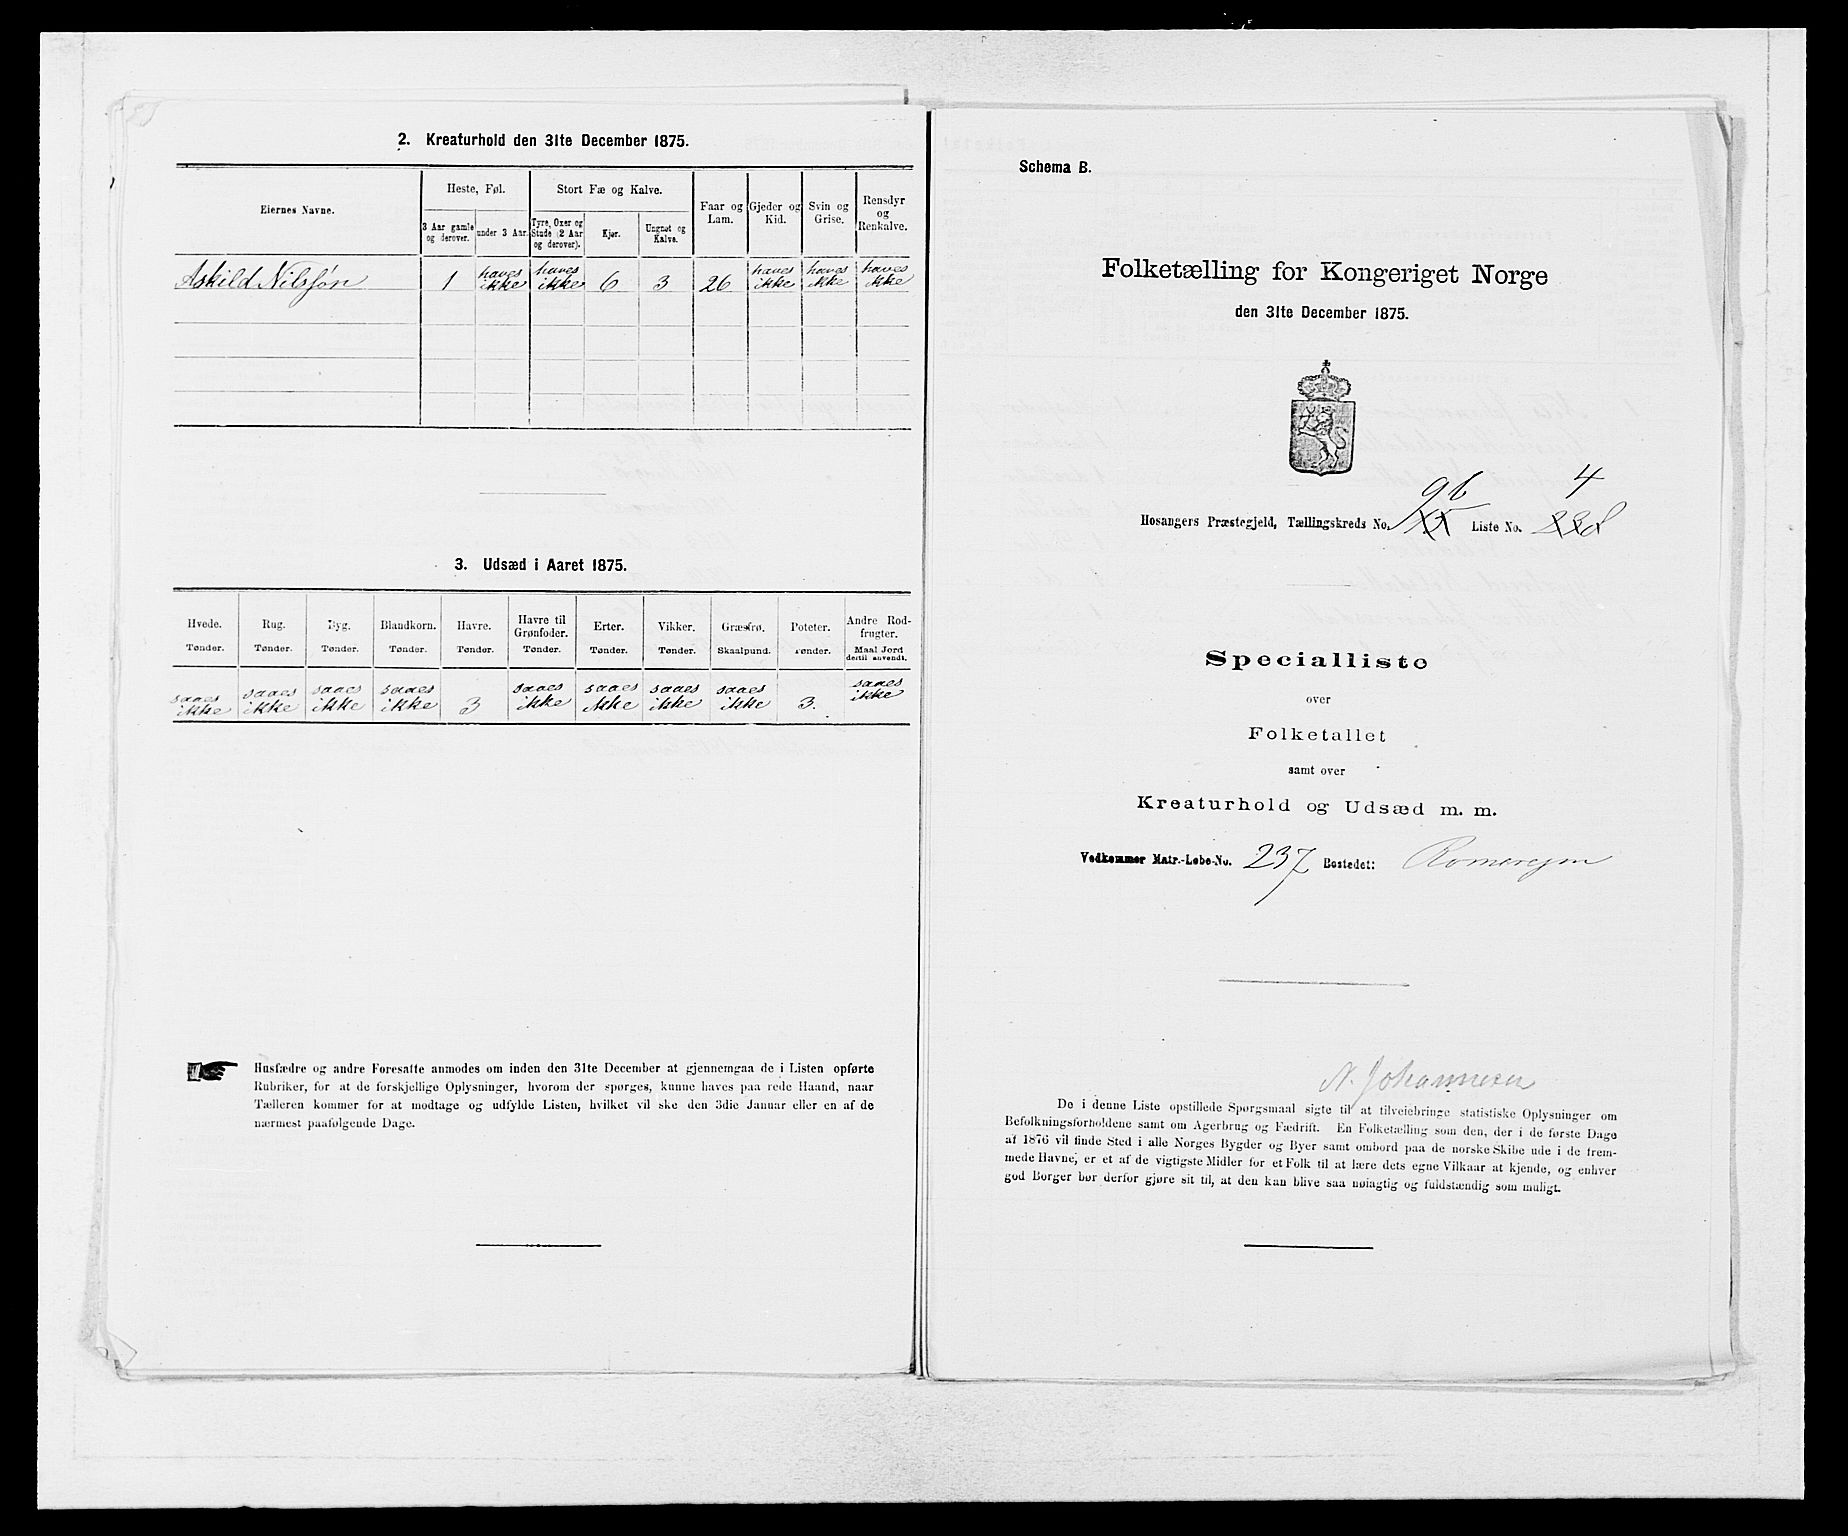 2. Kreaturhold den 31te December 1875.
Eiernes Navne.
Heste, Føl.
Stort Fæ og Kalve.
Faar og Lam.
Gjeder og Kid.
Svin og Grise.
Rensdyr og Renkalve.
3 Aar gamle og derover.
under 3 Aar.
Tyre, Oxer og Stude (2 Aar og derover).
Kjør.
Ungnøt og Kalve.
Askild Nilssøn 1 haves ikke haves ikke 6 3 26 haves ikke haves ikke haves ikke
3. Udsæd i Aaret 1875.
Hvede. Rug. Byg. Blandkorn. Havre. Havre til Grønfoder. Erter. Vikker. Græsfrø. Poteter. Andre Rodfrugter.
Tønder. Tønder. Tønder. Tønder. Tønder. Tønder. Tønder. Tønder. Skaalpund. Tønder. Maal Jord dertil anvendt.
saaes ikke saaes ikke saaes ikke saaes ikke 3 saaes ikke saaes ikke saaes ikke saaes ikke 3. saaes ikke
Husfædre og andre Foresatte anmodes om inden den 31te December at gjennemgaa de i Listen opførte
Rubriker, for at de forskjellige Oplysninger, hvorom der spørges, kunne haves paa rede Haand, naar
Tælleren kommer for at modtage og udfylde Listen, hvilket vil ske den 3die Januar eller en af de
nærmest paafølgende Dage.
Schema B.
Folketælling for Kongeriget Norge
den 31te December 1875.
9b 4
Hosangers Præstegjeld, Tællingskreds No. Liste No.
Specialliste
over
Folketallet
samt over
Kreaturhold og Udsæd m. m.
Vedkommer Matr.-Løbe-No. 237 Bostedet: Romarejm
N. Johannesen
De i denne Liste opstillede Spørgsmaal sigte til at tilveiebringe statistiske Oplysninger om
Befolkningsforholdene samt om Agerbrug og Fædrift. En Folketælling som den, der i de første Dage
af 1876 vil finde Sted i alle Norges Bygder og Byer samt ombord paa de norske Skibe ude i de frem-
mede Havne, er et af de vigtigste Midler for et Folk til at lære dets egne Vilkaar at kjende, og enhver
god Borger bør derfor gjøre sit til, at den kan blive saa nøiagtig og fuldstændig som muligt.